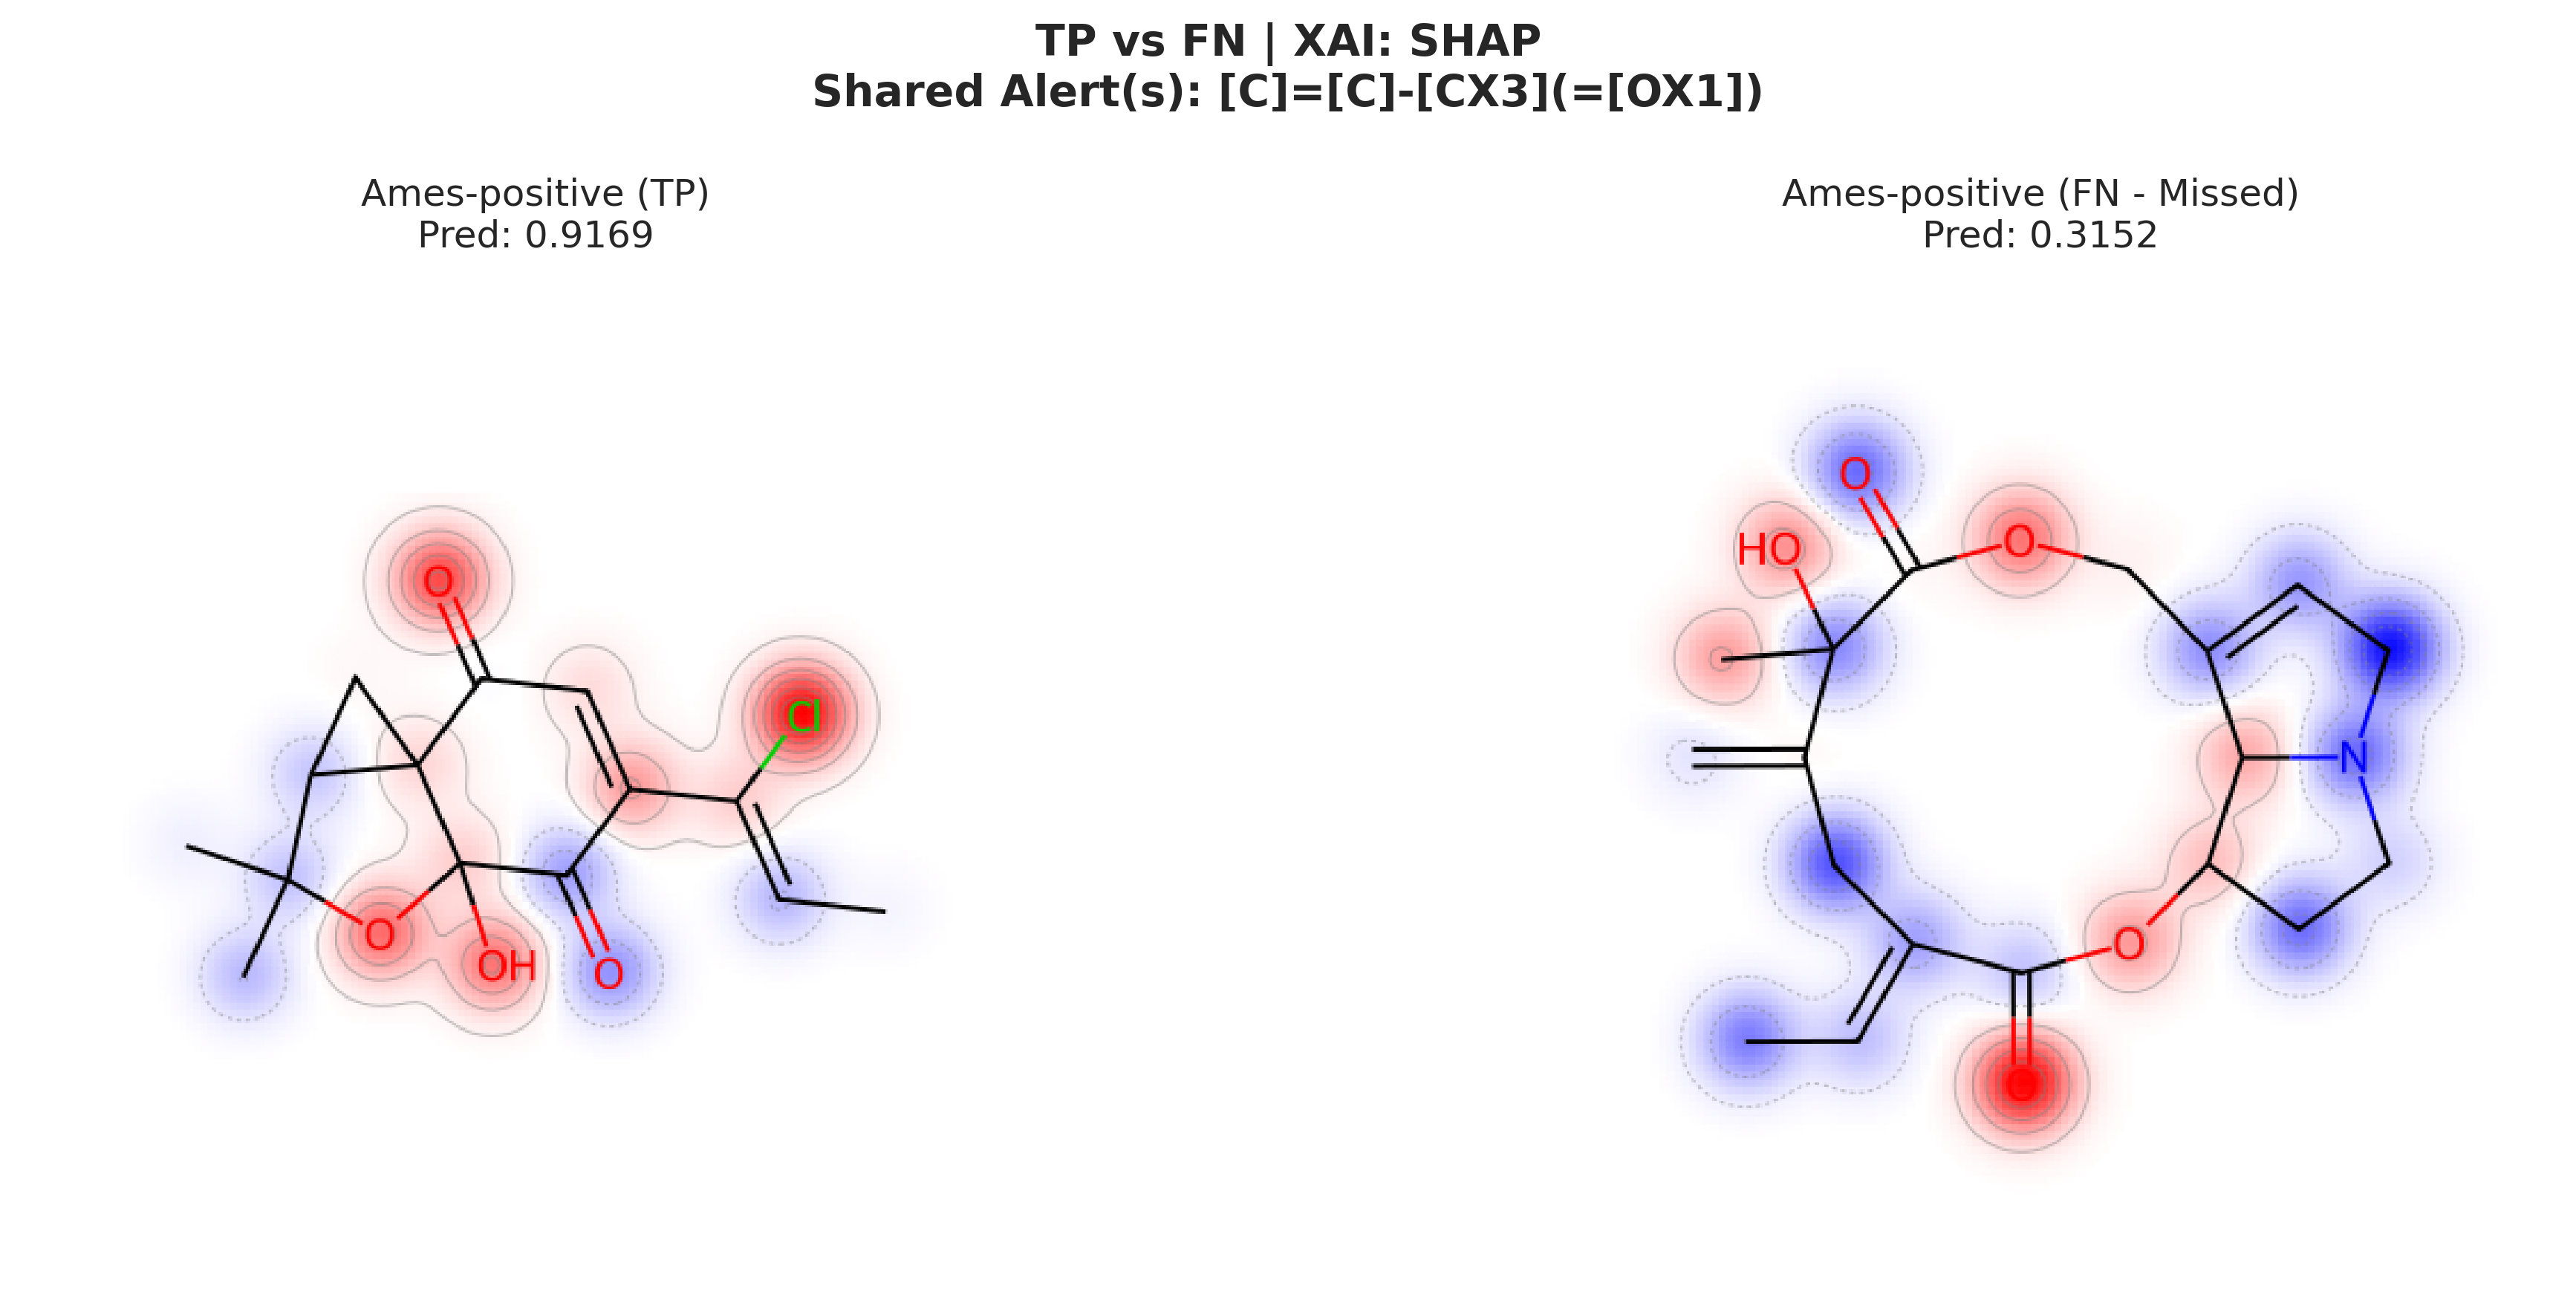 TP vs FN | XAI: SHAP
Shared Alert(s): [C]=[C]-[CX3](=[OX1])
Ames-positive (TP)
Pred: 0.9169
Ames-positive (FN - Missed)
Pred: 0.3152
O
Cl
O
OH
O
O
HO
O
N
O
O